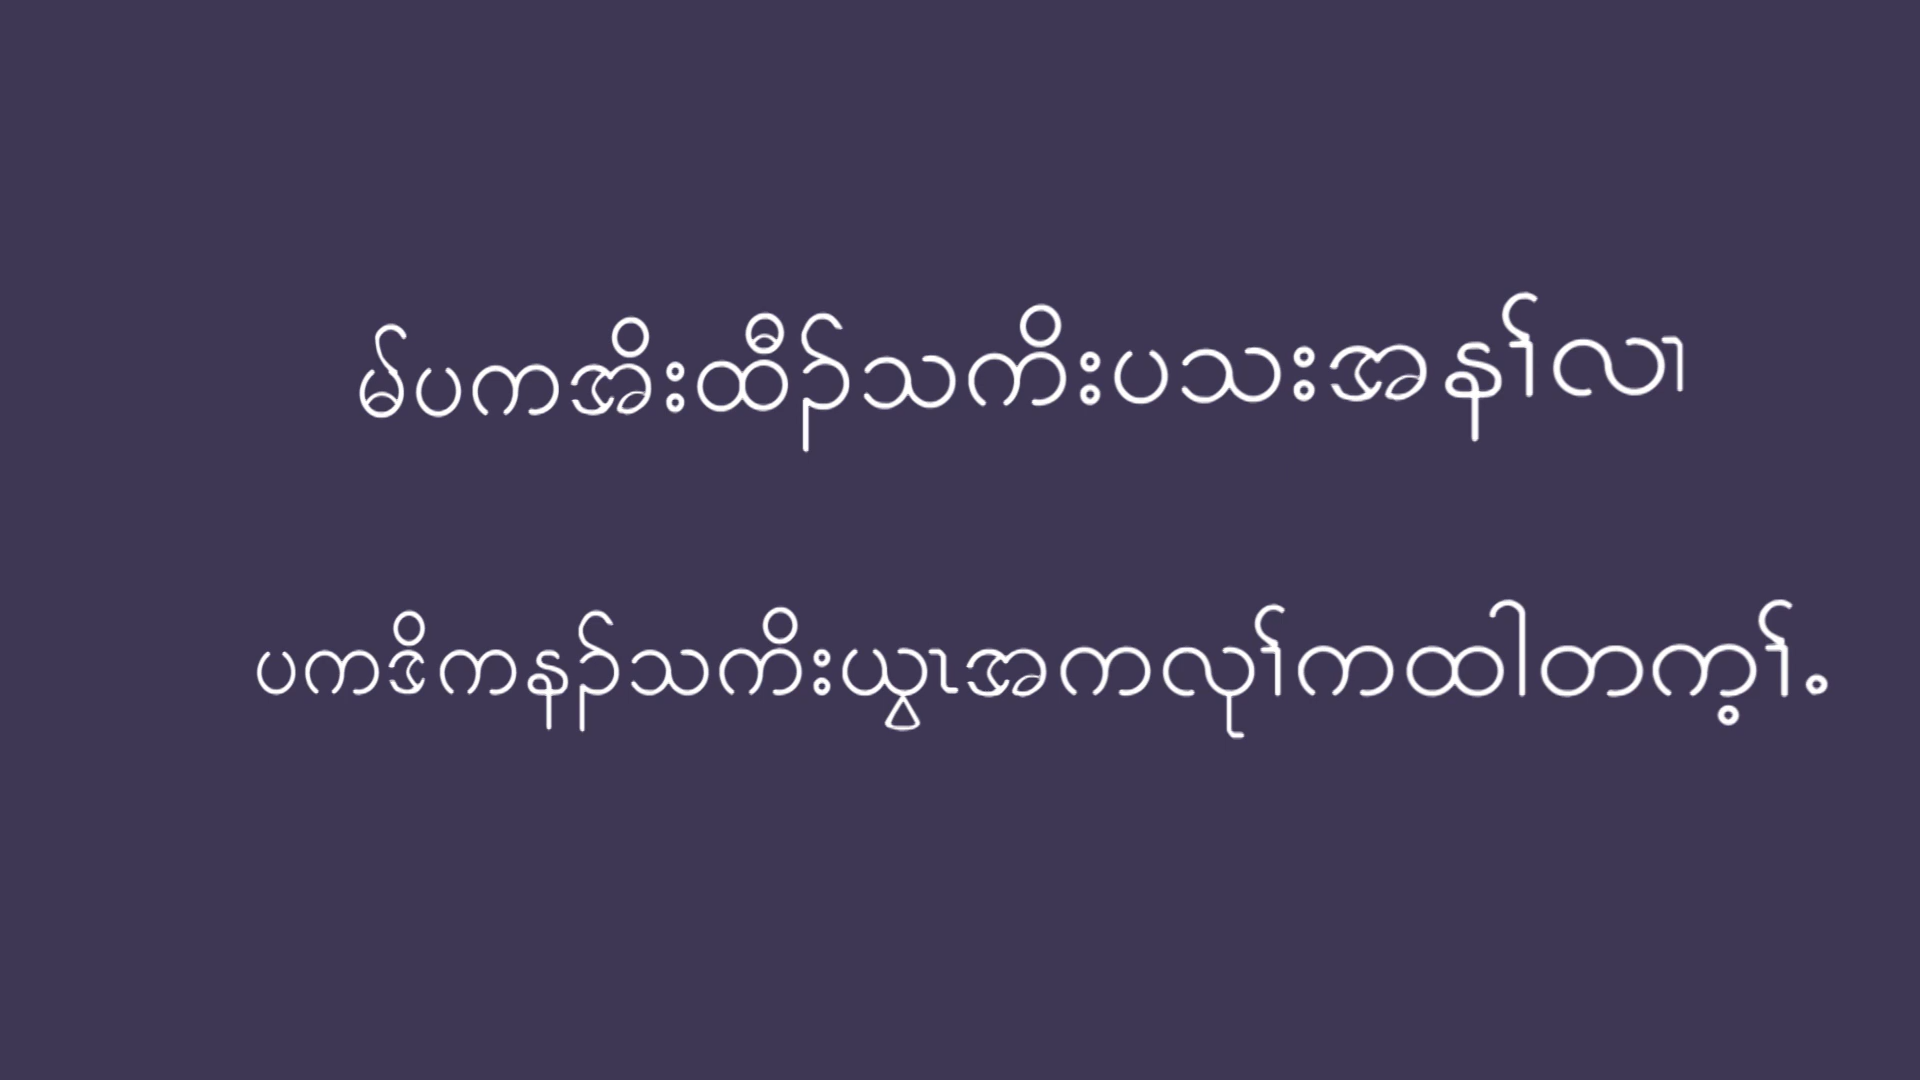 မ်ပကအိးထီၣ်သကိးပသးအနၢ်လၢ
ပကဒိကနၣ်သကိးယွၤအကလုၢ်ကထါတက့ၢ်.